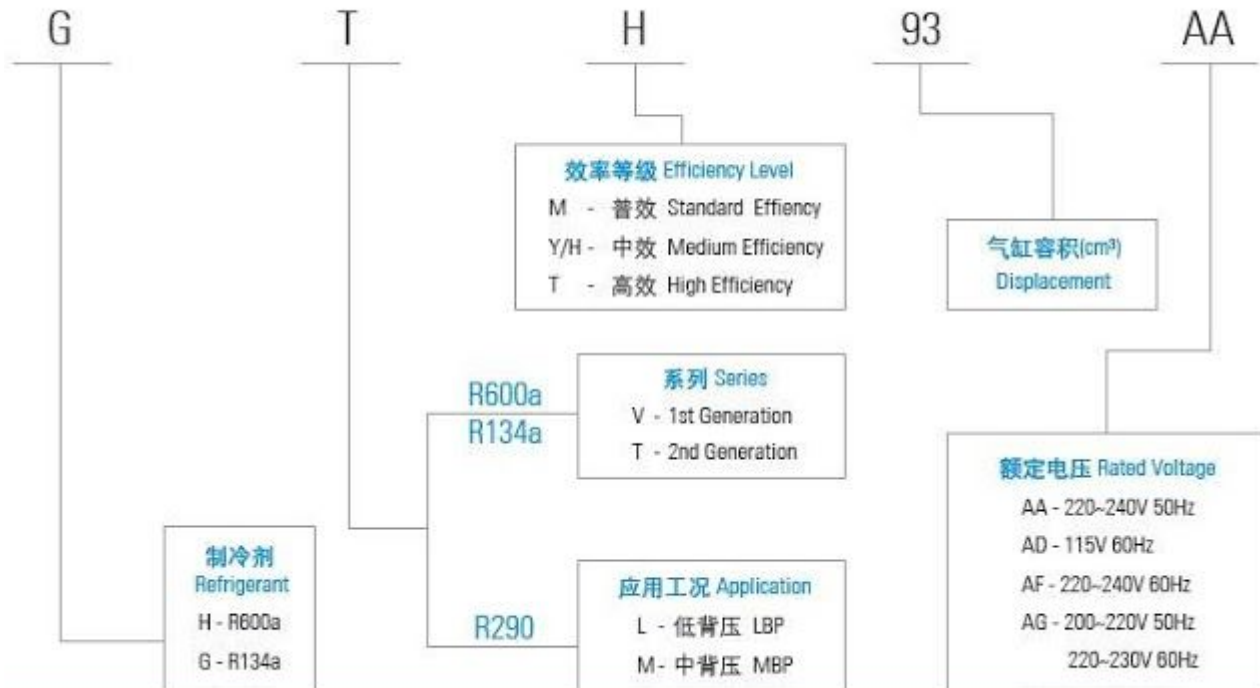 G T H 93 AA
效率等级 Efficiency Level
M - 普效 Standard Effiency
Y/H - 中效 Medium Efficiency
T - 高效 High Efficiency
气缸容积(cm³)
Displacement
R600a
R134a
系列 Series
V - 1st Generation
T - 2nd Generation
额定电压 Rated Voltage
AA - 220~240V 50Hz
AD - 115V 60Hz
AF - 220~240V 60Hz
AG - 200~220V 50Hz
220~230V 60Hz
制冷剂
Refrigerant
H - R600a
G - R134a
R290
应用工况 Application
L - 低背压 LBP
M - 中背压 MBP